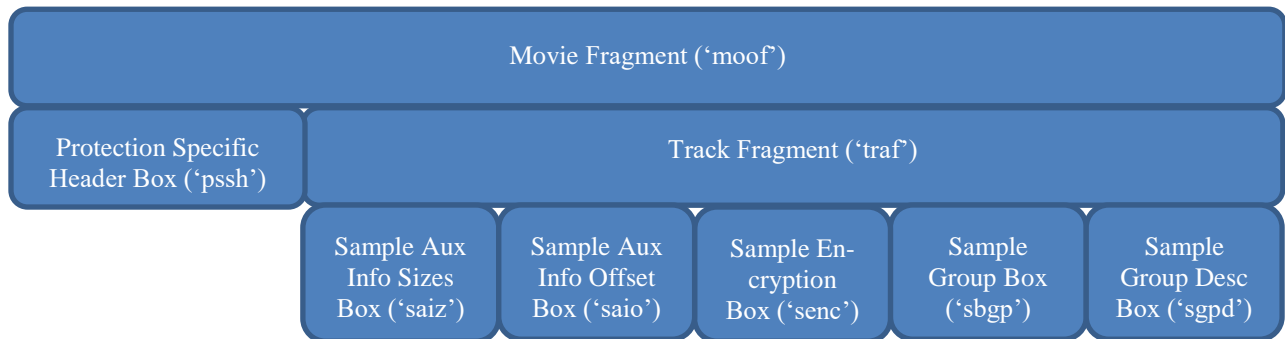 Movie Fragment (‘moof’)
Protection Specific
Header Box (‘pssh’)
Track Fragment (‘traf’)
Sample Aux
Info Sizes
Box (‘saiz’)
Sample Aux
Info Offset
Box (‘saio’)
Sample En-
cryption
Box (‘senc’)
Sample
Group Box
(‘sbgp’)
Sample
Group Desc
Box (‘sgpd’)